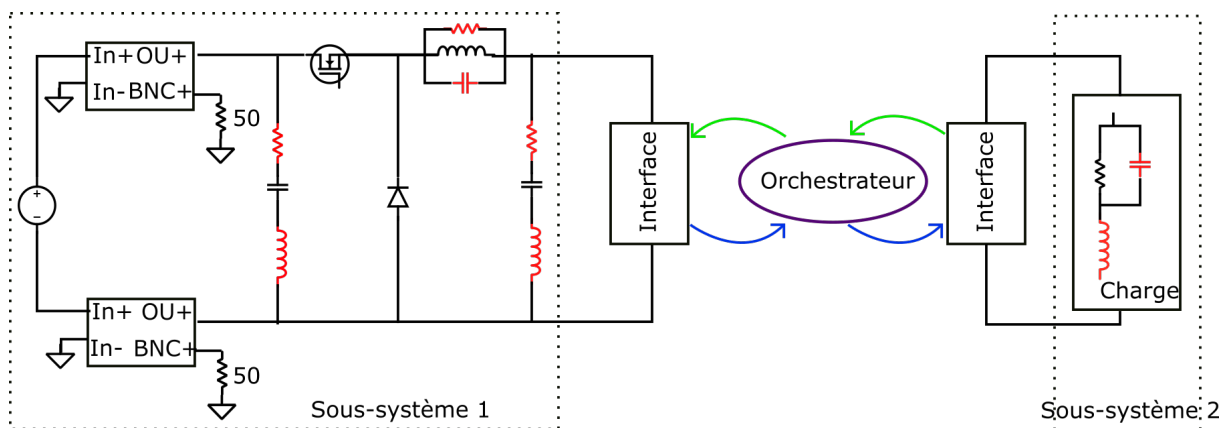 In+OU+
In-BNC+
50
+
−
In+ OU+
In- BNC+
50
Sous-système 1
Interface
Orchestrateur
Interface
Charge
Sous-système 2